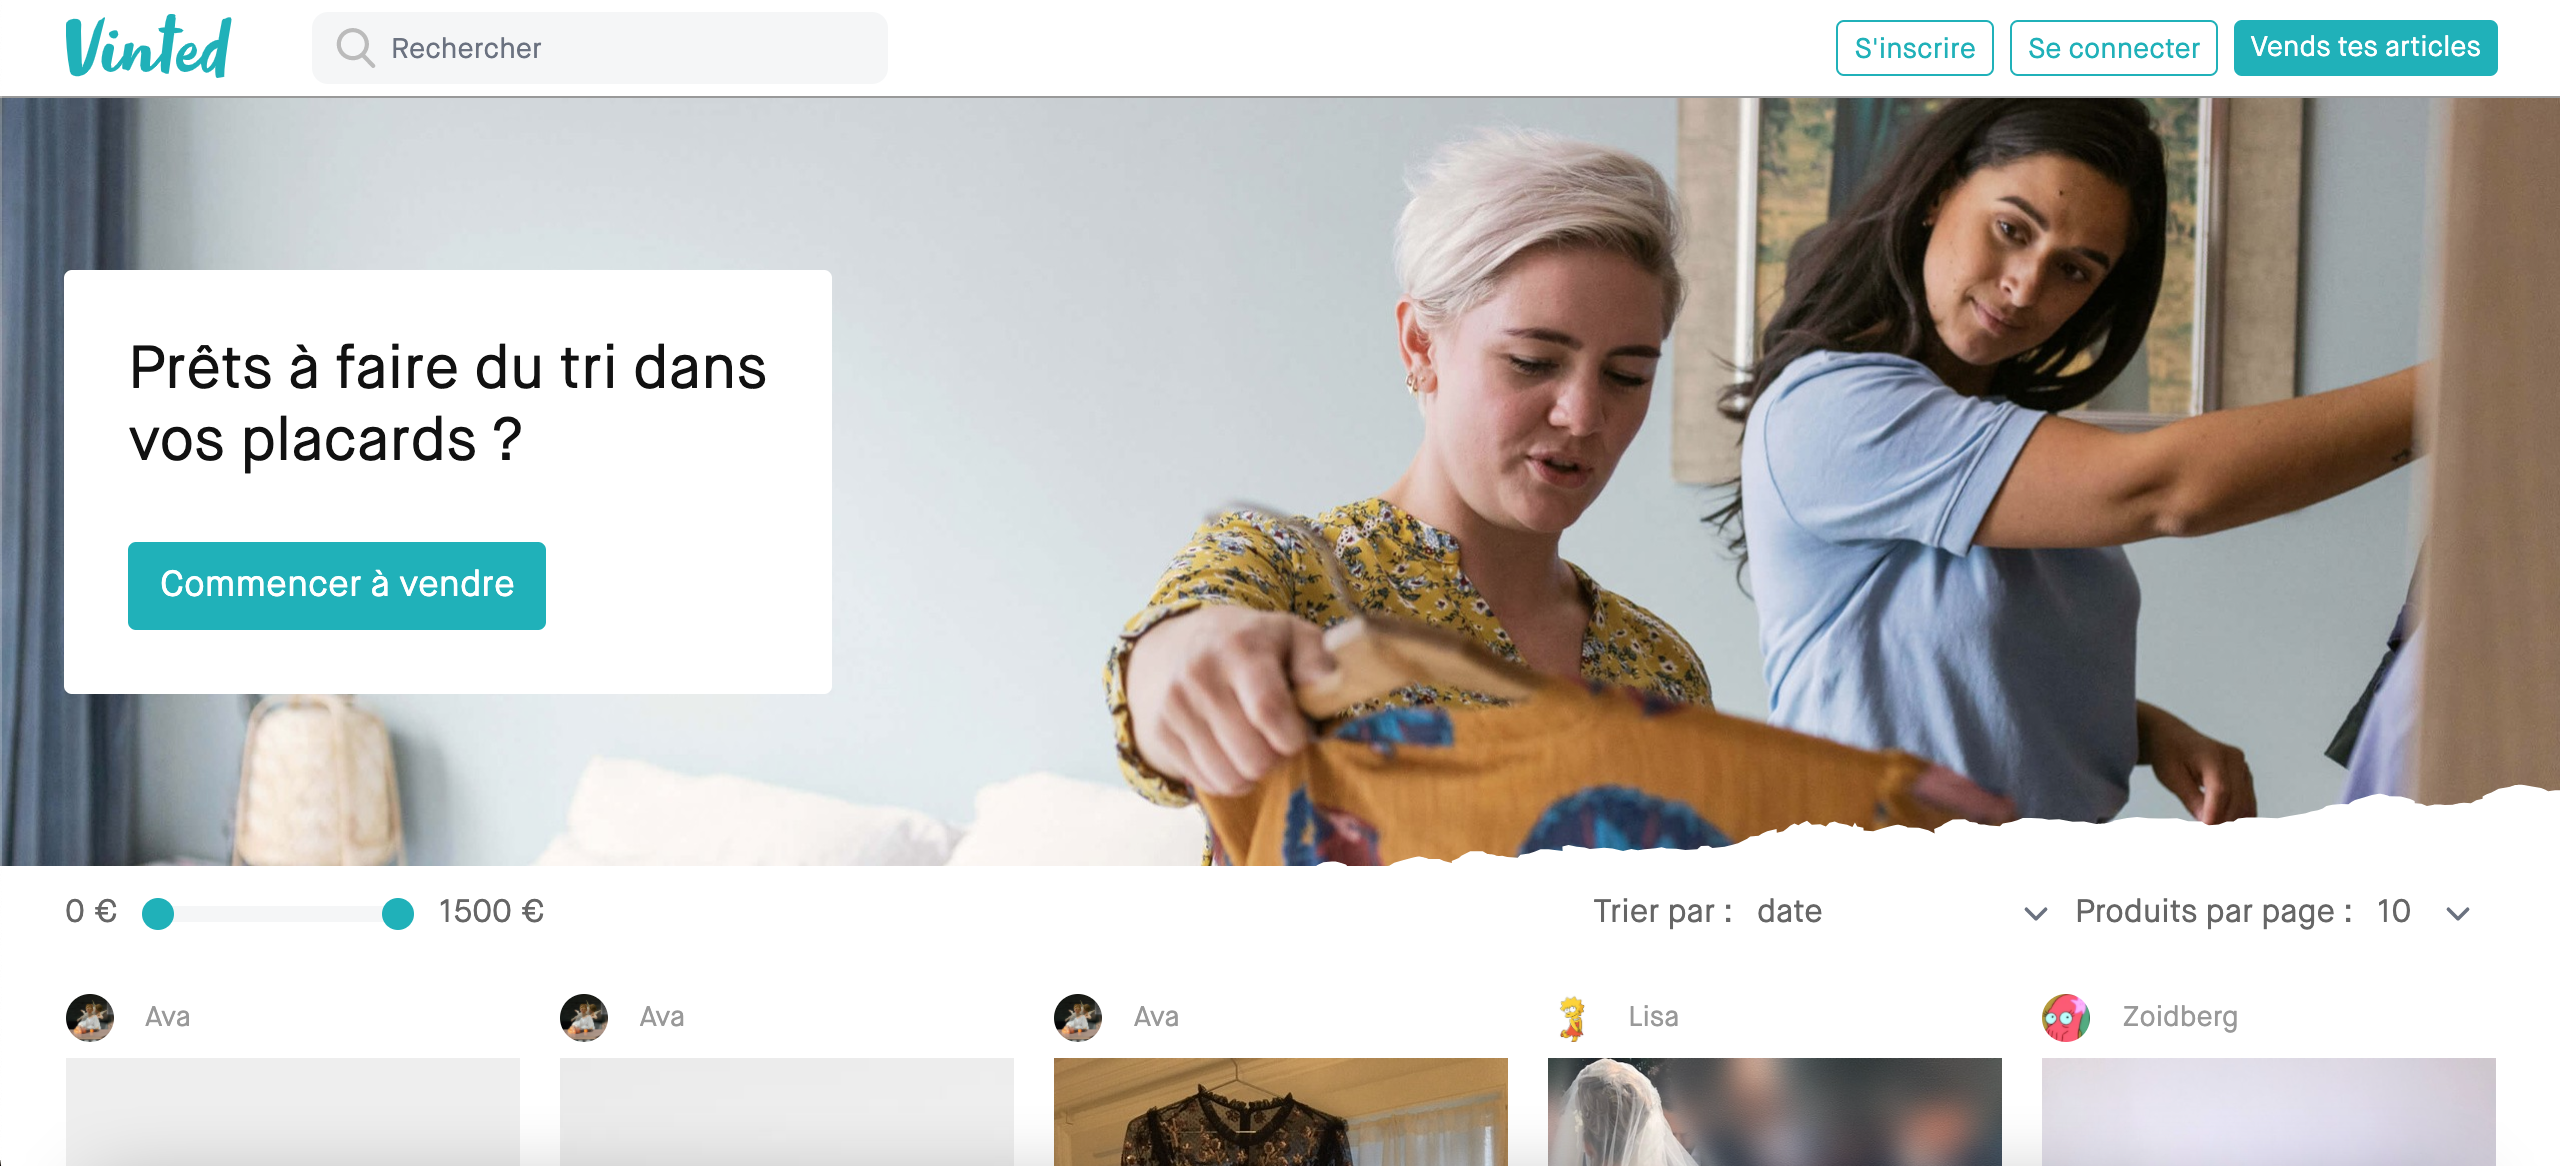 Vinted
Rechercher
S'inscrire
Se connecter
Vends tes articles
Prêts à faire du tri dans
vos placards ?
Commencer à vendre
0 €
1500 €
Trier par : date
Produits par page : 10
Ava
Ava
Ava
Lisa
Zoidberg